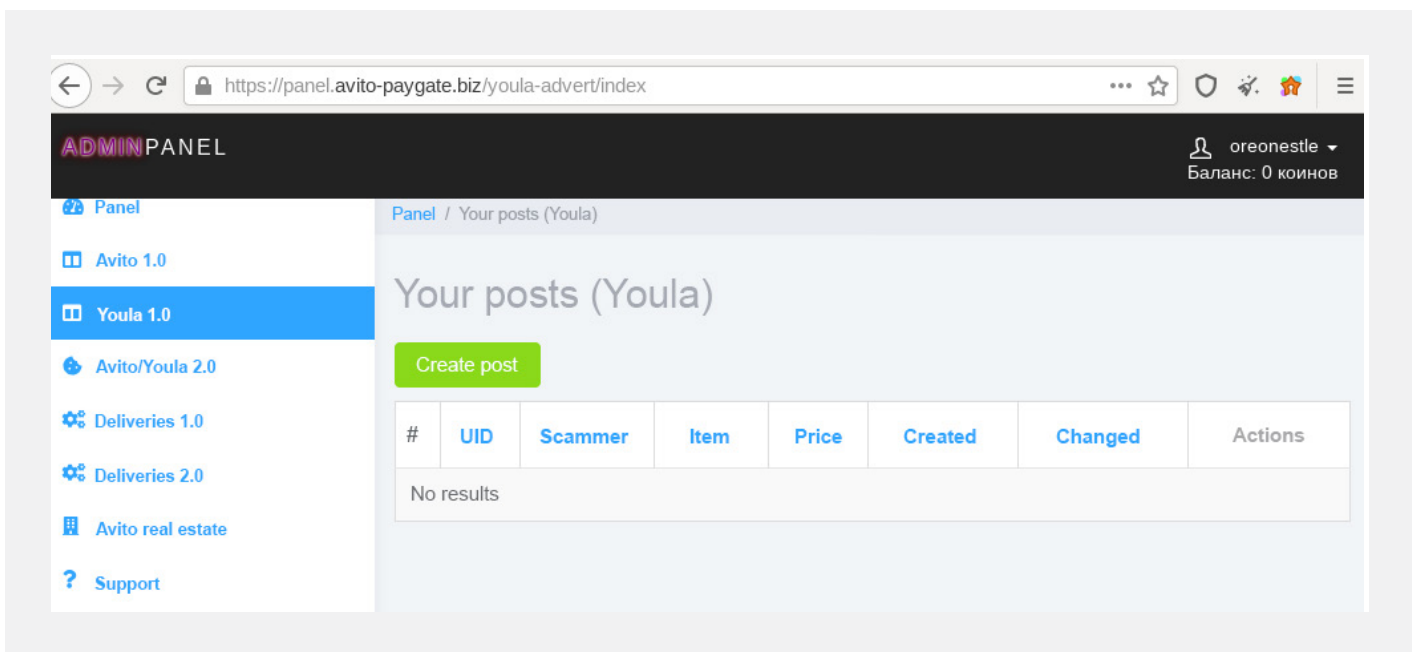 https://panel.avito-paygate.biz/youla-advert/index
ADMINPANEL
oreonestle
Баланс: 0 коинов
Panel
Avito 1.0
Youla 1.0
Avito/Youla 2.0
Deliveries 1.0
Deliveries 2.0
Avito real estate
Support
Panel / Your posts (Youla)
Your posts (Youla)
Create post
# UID Scammer Item Price Created Changed Actions
No results